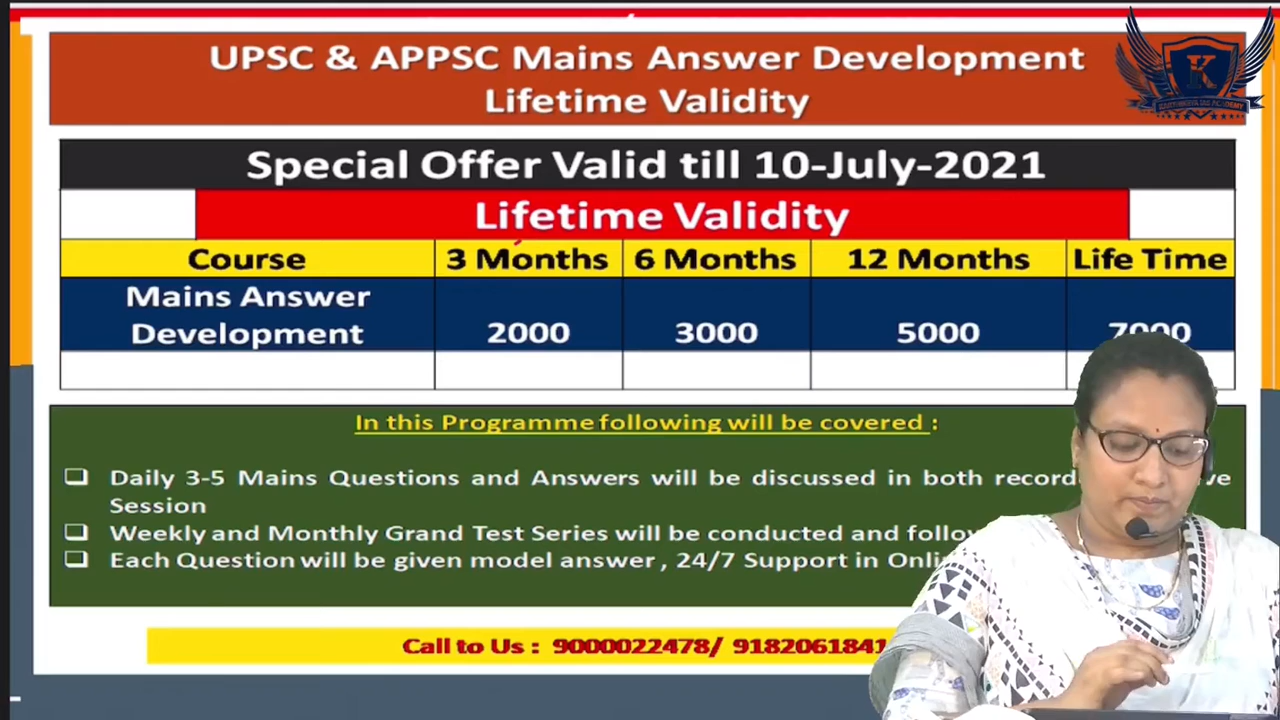 UPSC & APPSC Mains Answer Development
Lifetime Validity
K
Special Offer Valid till 10-July-2021
Lifetime Validity
Course 3 Months 6 Months 12 Months Life Time
Mains Answer
Development 2000 3000 5000 7000
In this Programme following will be covered :
Daily 3-5 Mains Questions and Answers will be discussed in both
Session
Weekly and Monthly Grand Test Series will be conducted and
Each Question will be given model answer , 24/7 Support in
Call to Us : 9000022478/ 9182061841